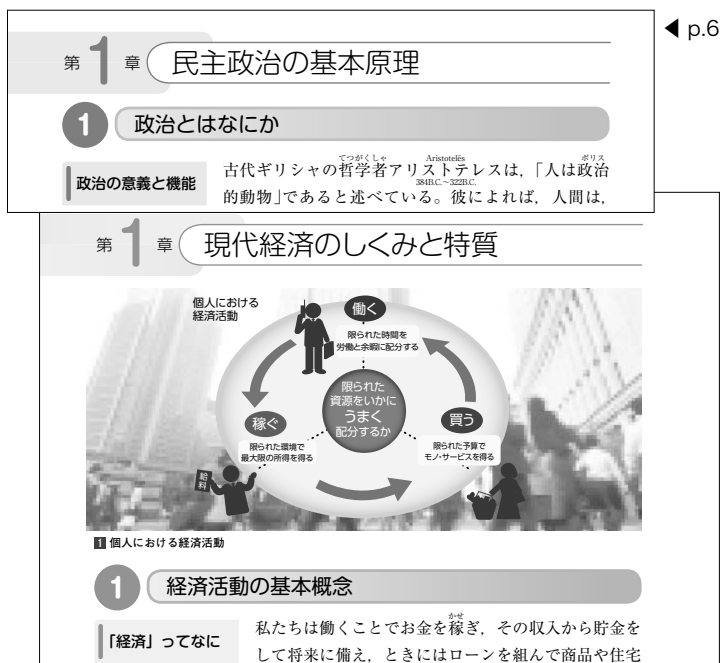 ◀ p.6
第1章 民主政治の基本原理
1 政治とはなにか
政治の意義と機能
古代ギリシャの哲学者アリストテレスは,「人は政治
てつがくしゃ Aristotelēs ポリス
384B.C.~322B.C.
的動物」であると述べている。彼によれば, 人間は,
第1章 現代経済のしくみと特質
個人における
経済活動
働く
限られた時間を
労働と余暇に配分する
限られた
資源をいかに
うまく
配分するか
稼ぐ
限られた環境で
最大限の所得を得る
買う
限られた予算で
モノ・サービスを得る
給料
1 個人における経済活動
1 経済活動の基本概念
「経済」ってなに
かせ
私たちは働くことでお金を稼ぎ, その収入から貯金を
して将来に備え, ときにはローンを組んで商品や住宅